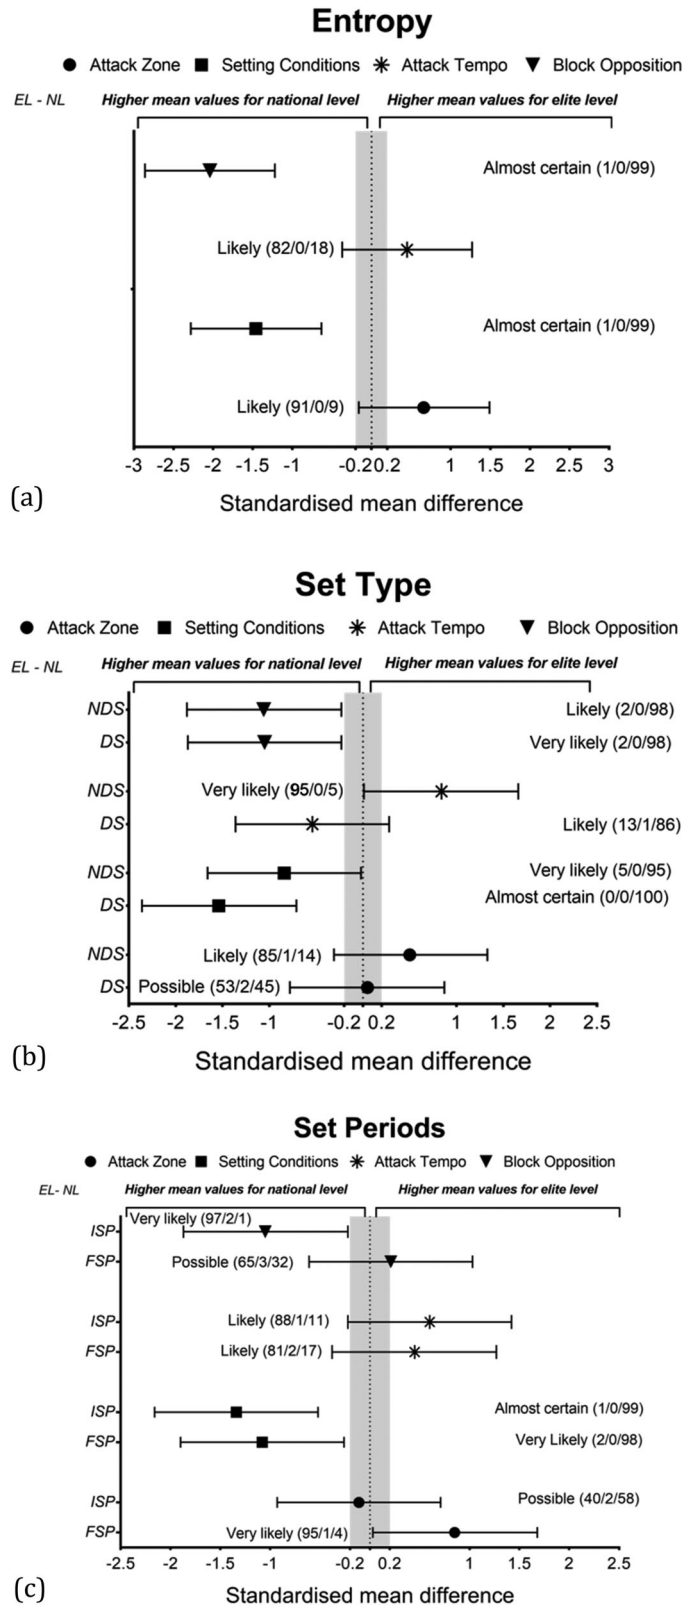 Entropy
Attack Zone Setting Conditions Attack Tempo Block Opposition
EL - NL Higher mean values for national level Higher mean values for elite level
Almost certain (1/0/99)
Likely (82/0/18)
Almost certain (1/0/99)
Likely (91/0/9)
-3 -2.5 -2 -1.5 -1 -0.2 0.2 1 1.5 2 2.5 3
(a) Standardised mean difference
Set Type
Attack Zone Setting Conditions Attack Tempo Block Opposition
EL - NL Higher mean values for national level Higher mean values for elite level
NDS Likely (2/0/98)
DS Very likely (2/0/98)
NDS Very likely (95/0/5)
DS Likely (13/1/86)
NDS Very likely (5/0/95)
DS Almost certain (0/0/100)
NDS Likely (85/1/14)
DS Possible (53/2/45)
-2.5 -2 -1.5 -1 -0.2 0.2 1 1.5 2 2.5
(b) Standardised mean difference
Set Periods
Attack Zone Setting Conditions Attack Tempo Block Opposition
EL- NL Higher mean values for national level Higher mean values for elite level
ISP Very likely (97/2/1)
FSP Possible (65/3/32)
ISP Likely (88/1/11)
FSP Likely (81/2/17)
ISP Almost certain (1/0/99)
FSP Very Likely (2/0/98)
ISP Possible (40/2/58)
FSP Very likely (95/1/4)
-2.5 -2 -1.5 -1 -0.2 0.2 1 1.5 2 2.5
(c) Standardised mean difference